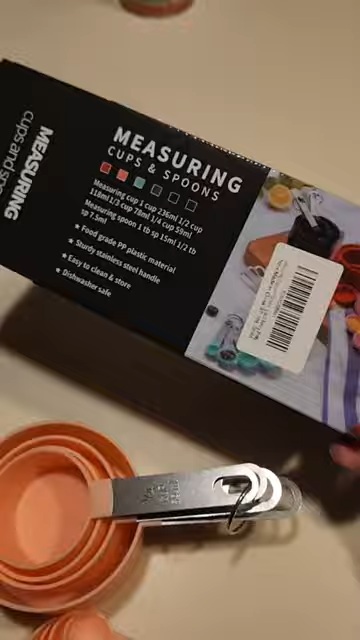 MEASURING
CUPS & SPOONS
Measuring cup 1 cup 236ml 1/2 cup
118ml 1/3 cup 78ml 1/4 cup 59ml
Measuring spoon 1 tb sp 15ml 1/2 tb
sp 7.5ml
★ Food grade PP plastic material
★ Sturdy stainless steel handle
★ Easy to clean & store
★ Dishwasher safe
MEASURING
cups and